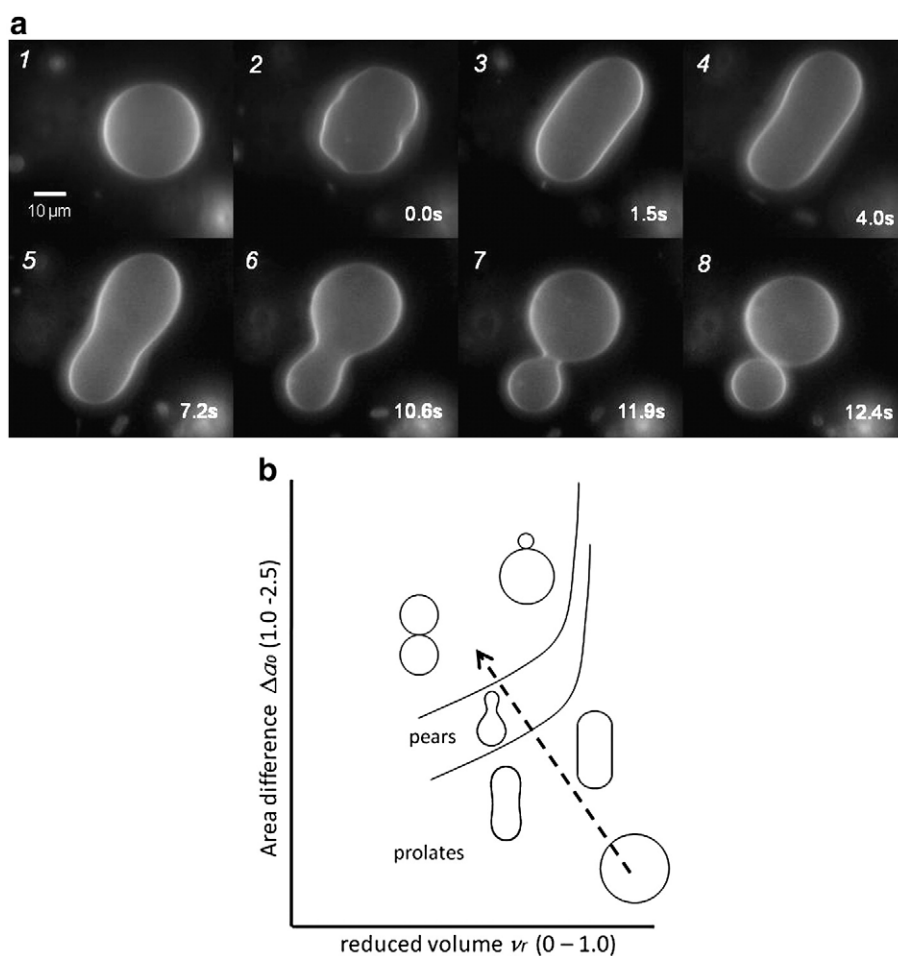 a
1
2
3
4
10 µm
0.0s
1.5s
4.0s
5
6
7
8
7.2s
10.6s
11.9s
12.4s
b
Area difference Δa₀ (1.0 -2.5)
pears
prolates
reduced volume νr (0 – 1.0)